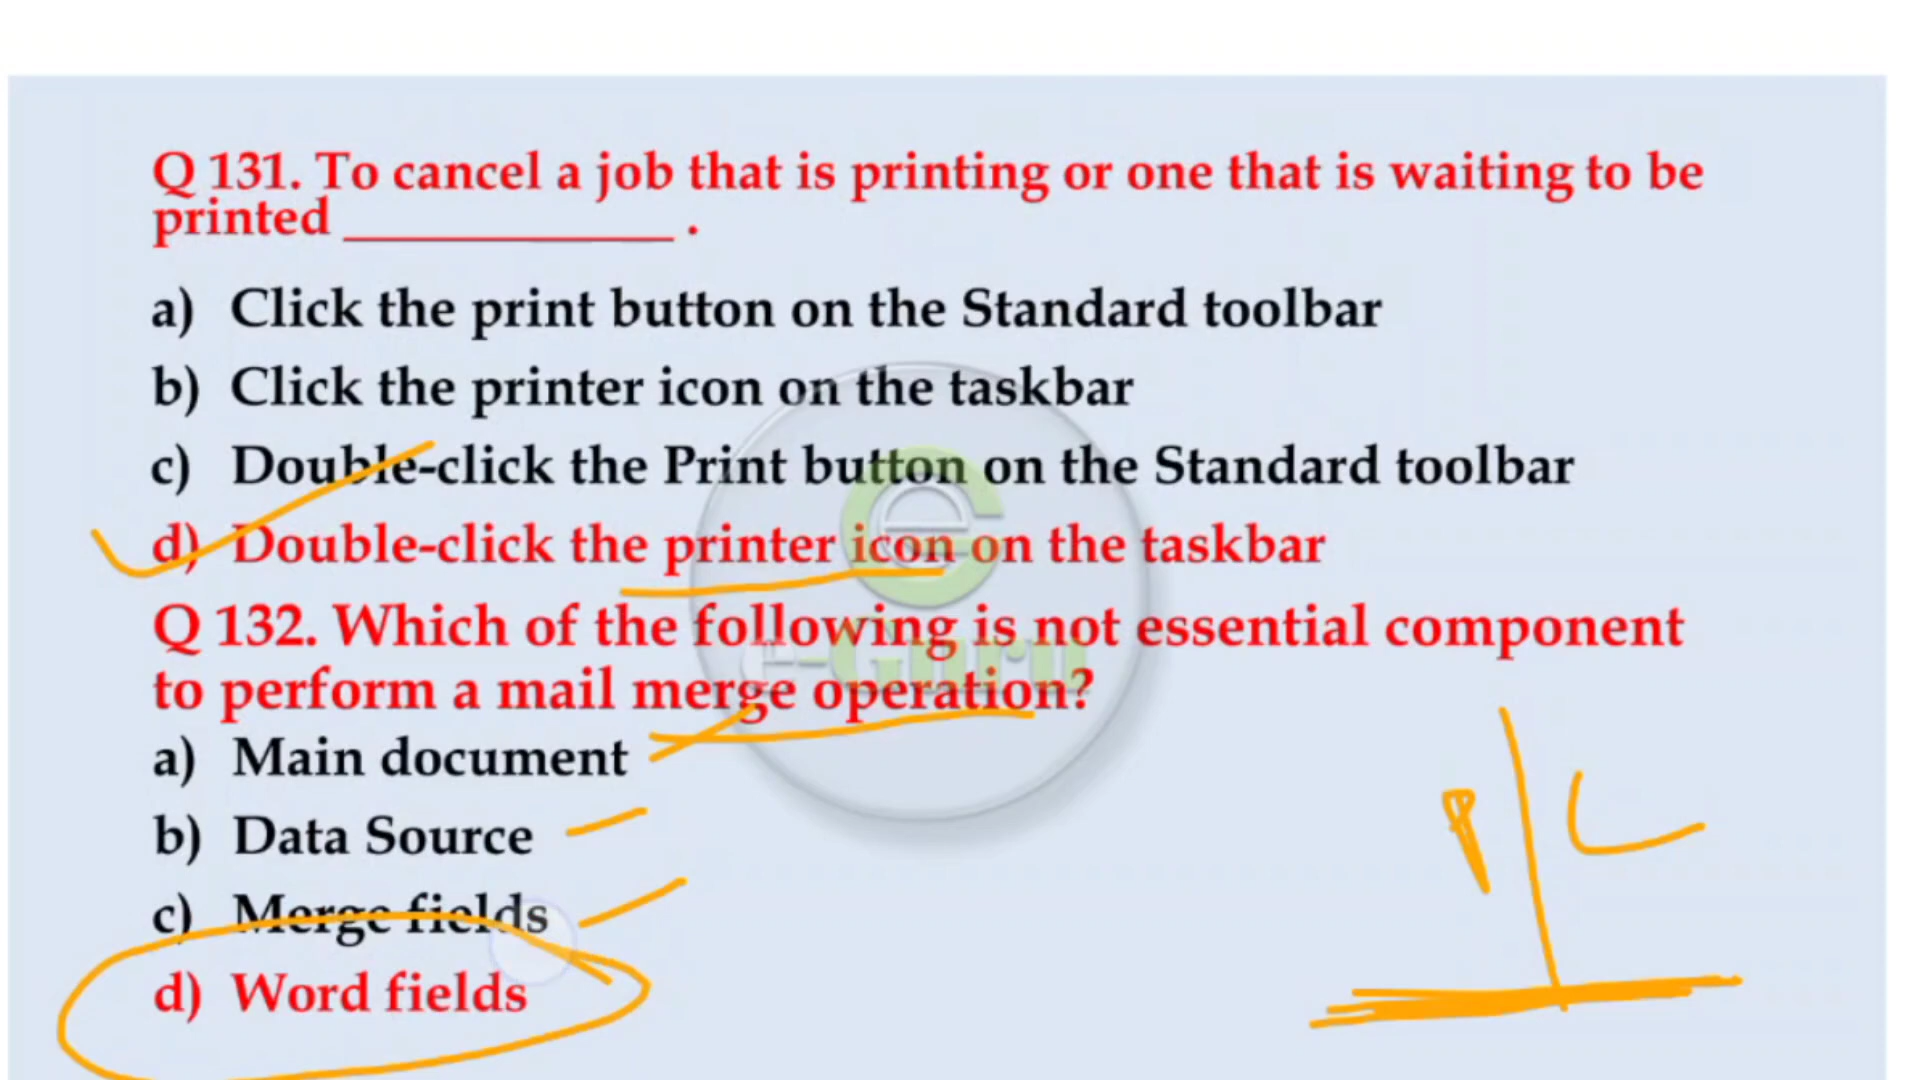 Q 131. To cancel a job that is printing or one that is waiting to be
printed _____________ .
a) Click the print button on the Standard toolbar
b) Click the printer icon on the taskbar
c) Double-click the Print button on the Standard toolbar
d) Double-click the printer icon on the taskbar
Q 132. Which of the following is not essential component
to perform a mail merge operation?
a) Main document
b) Data Source
c) Merge fields
d) Word fields
e-Guru